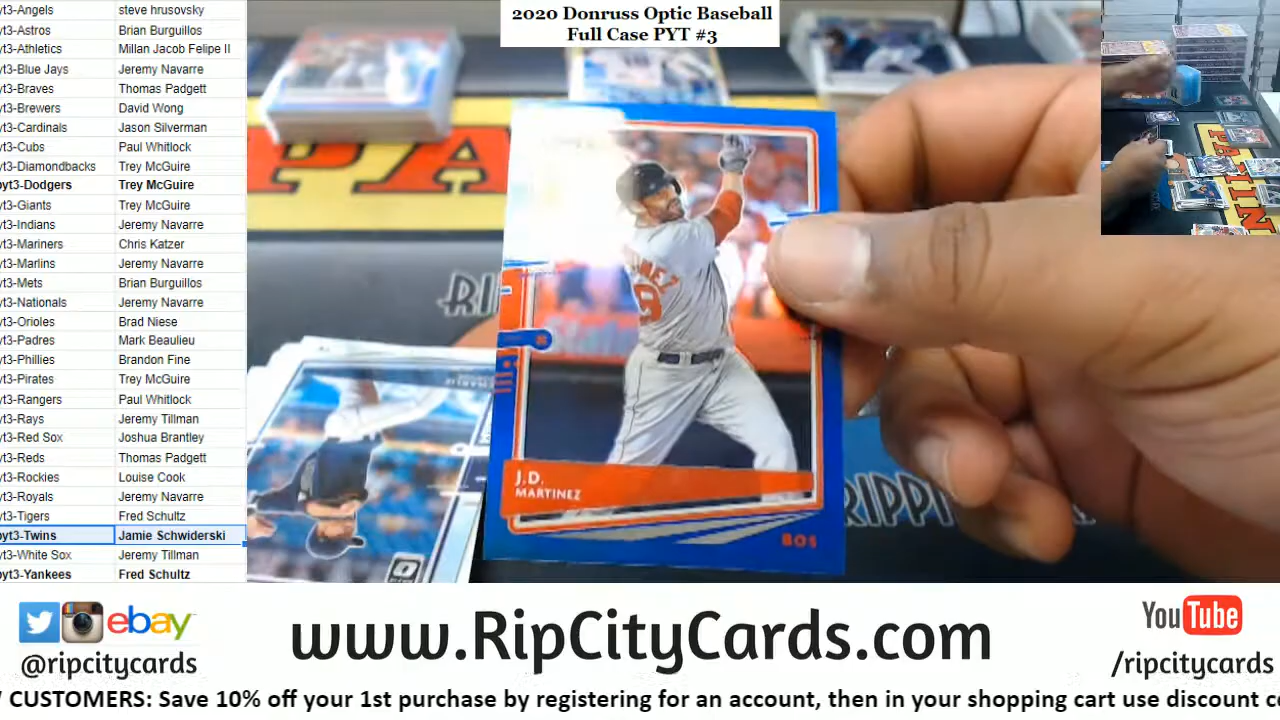 yt3-Angels steve hrusovsky
yt3-Astros Brian Burguillos
yt3-Athletics Millan Jacob Felipe II
yt3-Blue Jays Jeremy Navarre
yt3-Braves Thomas Padgett
yt3-Brewers David Wong
yt3-Cardinals Jason Silverman
yt3-Cubs Paul Whitlock
yt3-Diamondbacks Trey McGuire
pyt3-Dodgers Trey McGuire
yt3-Giants Trey McGuire
yt3-Indians Jeremy Navarre
yt3-Mariners Chris Katzer
yt3-Marlins Jeremy Navarre
yt3-Mets Brian Burguillos
yt3-Nationals Jeremy Navarre
yt3-Orioles Brad Niese
yt3-Padres Mark Beaulieu
yt3-Phillies Brandon Fine
yt3-Pirates Trey McGuire
yt3-Rangers Paul Whitlock
yt3-Rays Jeremy Tillman
yt3-Red Sox Joshua Brantley
yt3-Reds Thomas Padgett
yt3-Rockies Louise Cook
yt3-Royals Jeremy Navarre
yt3-Tigers Fred Schultz
pyt3-Twins Jamie Schwiderski
yt3-White Sox Jeremy Tillman
pyt3-Yankees Fred Schultz
2020 Donruss Optic Baseball
Full Case PYT #3
PA
RI
RIPPI
J.D.
MARTINEZ
BOS
ebay
@ripcitycards
www.RipCityCards.com
YouTube
/ripcitycards
CUSTOMERS: Save 10% off your 1st purchase by registering for an account, then in your shopping cart use discount